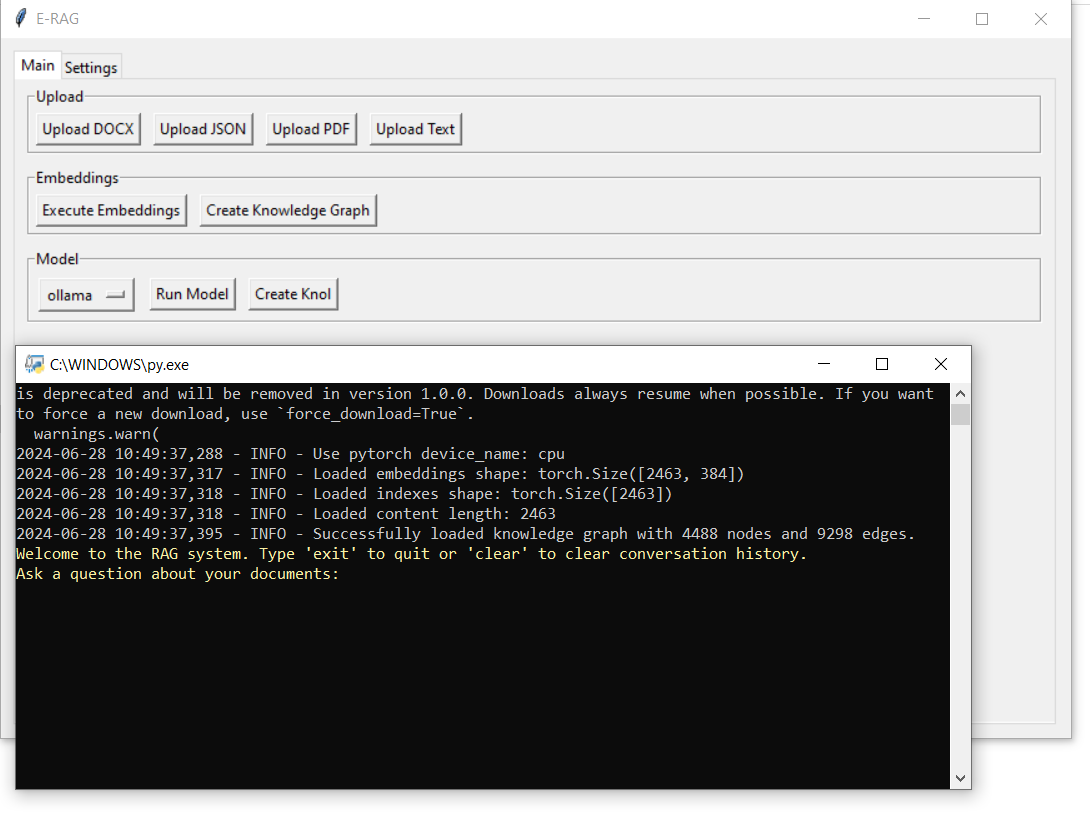 E-RAG
Main Settings
Upload
Upload DOCX Upload JSON Upload PDF Upload Text
Embeddings
Execute Embeddings Create Knowledge Graph
Model
ollama Run Model Create Knol
C:\WINDOWS\py.exe
is deprecated and will be removed in version 1.0.0. Downloads always resume when possible. If you want
to force a new download, use `force_download=True`.
  warnings.warn(
2024-06-28 10:49:37,288 - INFO - Use pytorch device_name: cpu
2024-06-28 10:49:37,317 - INFO - Loaded embeddings shape: torch.Size([2463, 384])
2024-06-28 10:49:37,318 - INFO - Loaded indexes shape: torch.Size([2463])
2024-06-28 10:49:37,318 - INFO - Loaded content length: 2463
2024-06-28 10:49:37,395 - INFO - Successfully loaded knowledge graph with 4488 nodes and 9298 edges.
Welcome to the RAG system. Type 'exit' to quit or 'clear' to clear conversation history.
Ask a question about your documents: